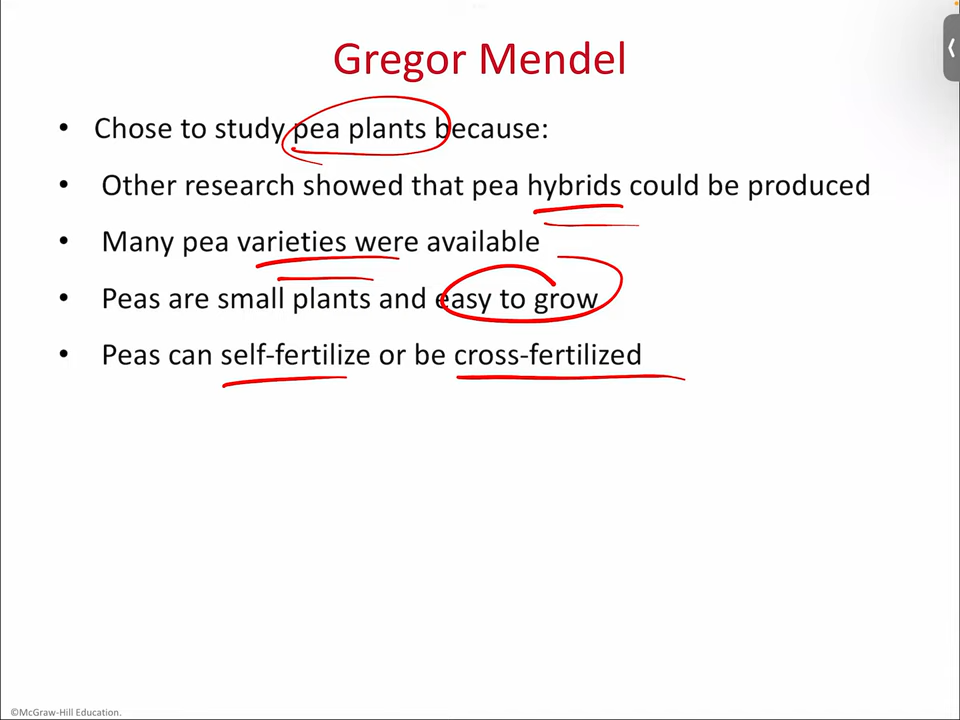 Gregor Mendel
• Chose to study pea plants because:
• Other research showed that pea hybrids could be produced
• Many pea varieties were available
• Peas are small plants and easy to grow
• Peas can self-fertilize or be cross-fertilized
©McGraw-Hill Education.